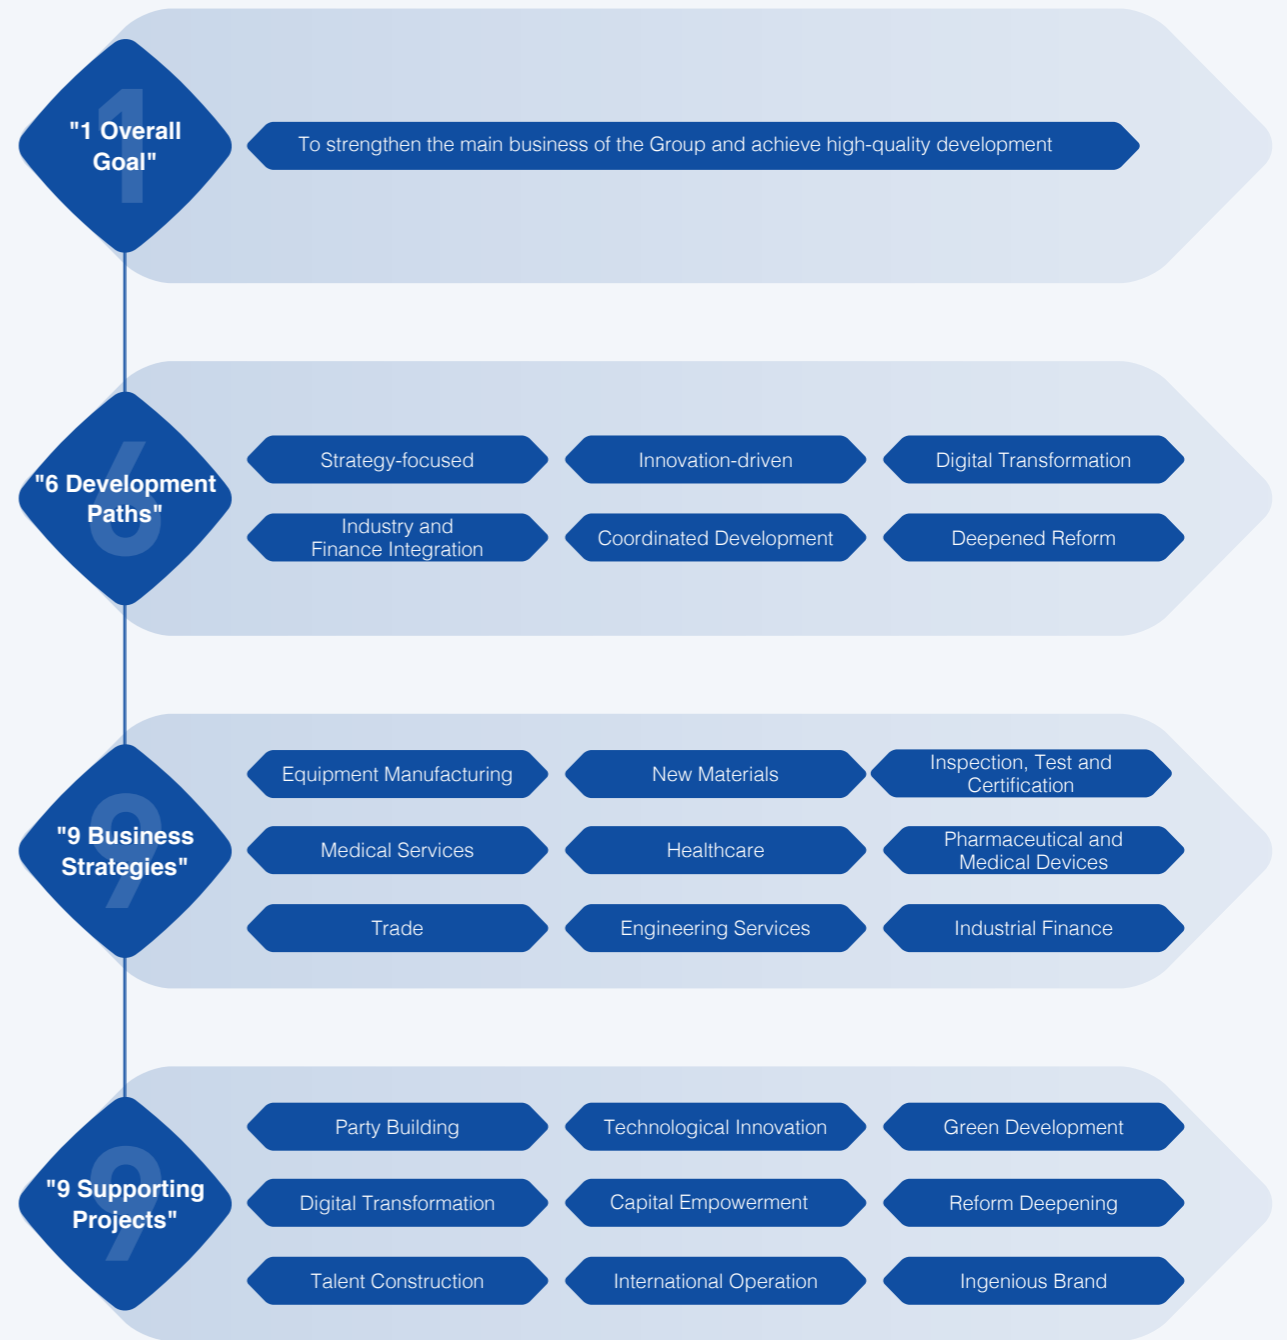 1
"1 Overall
Goal"
To strengthen the main business of the Group and achieve high-quality development
6
"6 Development
Paths"
Strategy-focused
Innovation-driven
Digital Transformation
Industry and
Finance Integration
Coordinated Development
Deepened Reform
9
"9 Business
Strategies"
Equipment Manufacturing
New Materials
Inspection, Test and
Certification
Medical Services
Healthcare
Pharmaceutical and
Medical Devices
Trade
Engineering Services
Industrial Finance
9
"9 Supporting
Projects"
Party Building
Technological Innovation
Green Development
Digital Transformation
Capital Empowerment
Reform Deepening
Talent Construction
International Operation
Ingenious Brand